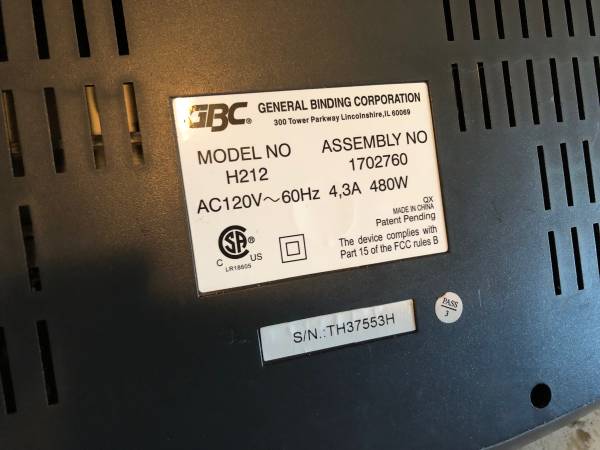 GBC. GENERAL BINDING CORPORATION
300 Tower Parkway Lincolnshire,IL 60069
MODEL NO ASSEMBLY NO
H212 1702760
AC120V～60Hz 4,3A 480W
QX
MADE IN CHINA
Patent Pending
C SA ® US
LR18605
The device complies with
Part 15 of the FCC rules B
S/N.:TH37553H
PASS
3